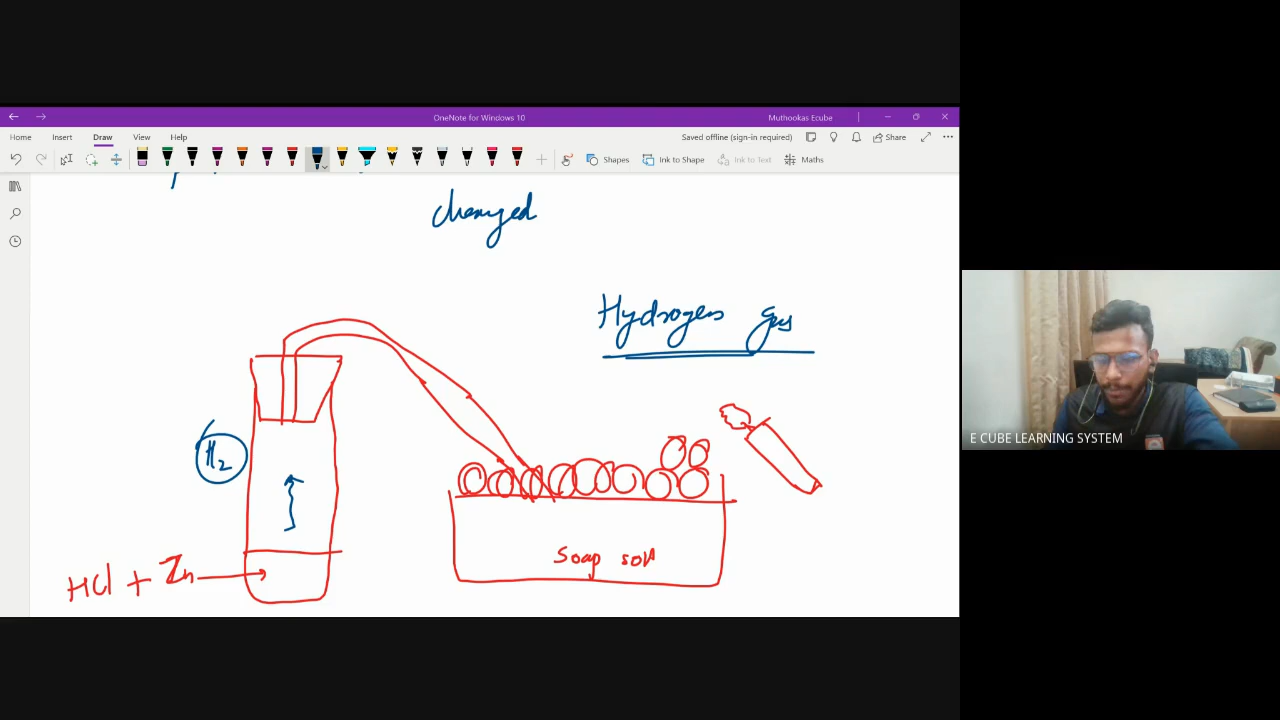 OneNote for Windows 10
Muthookas Ecube
Home Insert Draw View Help
Saved offline (sign-in required)
Share
Shapes
Ink to Shape
Ink to Text
Maths
changed
Hydrogen gas
H2
E CUBE LEARNING SYSTEM
Soap sol
HCl + Zn